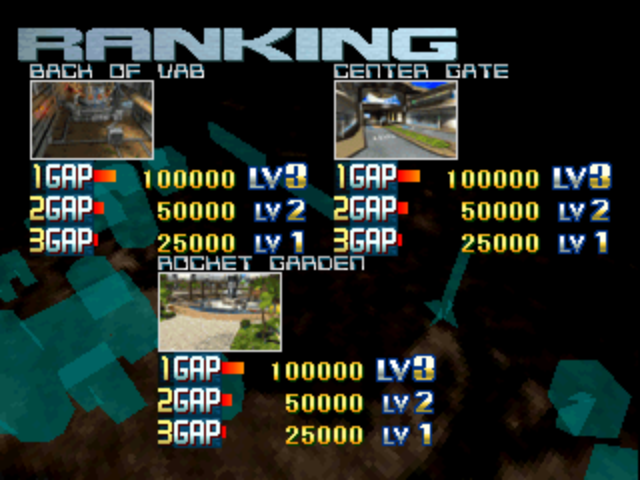 RANKING
BACK OF VAB
1GAP 100000 LV3
2GAP 50000 LV2
3GAP 25000 LV1
CENTER GATE
1GAP 100000 LV3
2GAP 50000 LV2
3GAP 25000 LV1
ROCKET GARDEN
1GAP 100000 LV3
2GAP 50000 LV2
3GAP 25000 LV1